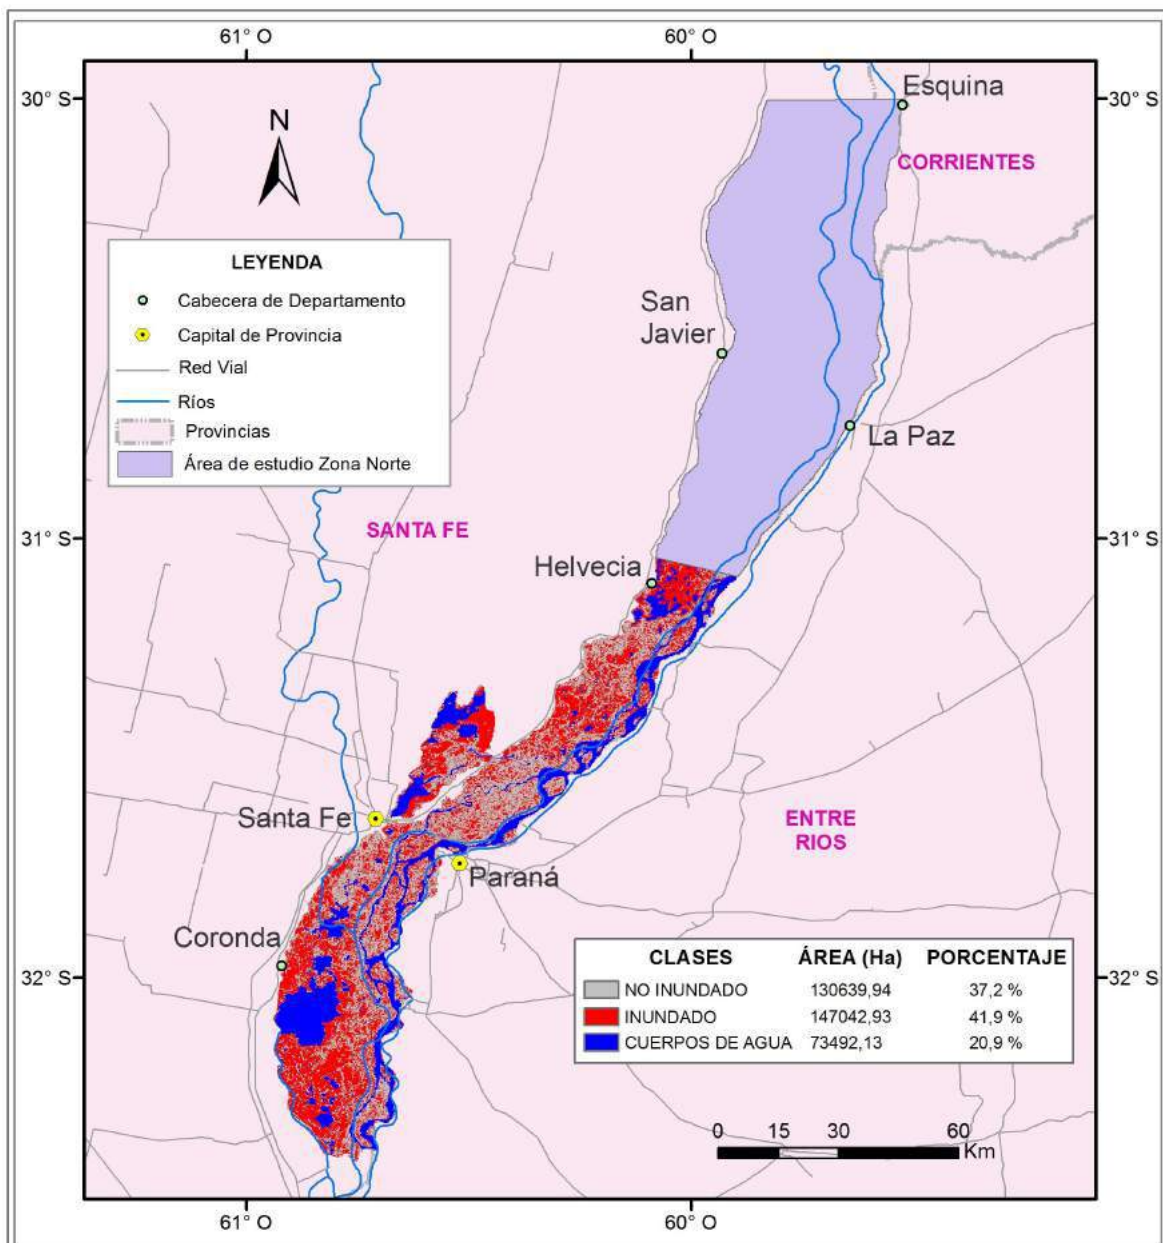 61° O 60° O
30° S 30° S
Esquina
N
CORRIENTES
LEYENDA
Cabecera de Departamento
Capital de Provincia
Red Vial
Ríos
Provincias
Área de estudio Zona Norte
San
Javier
La Paz
31° S 31° S
SANTA FE
Helvecia
Santa Fe
ENTRE
RIOS
Paraná
Coronda
32° S 32° S
CLASES ÁREA (Ha) PORCENTAJE
NO INUNDADO 130639,94 37,2 %
INUNDADO 147042,93 41,9 %
CUERPOS DE AGUA 73492,13 20,9 %
0 15 30 60
Km
61° O 60° O